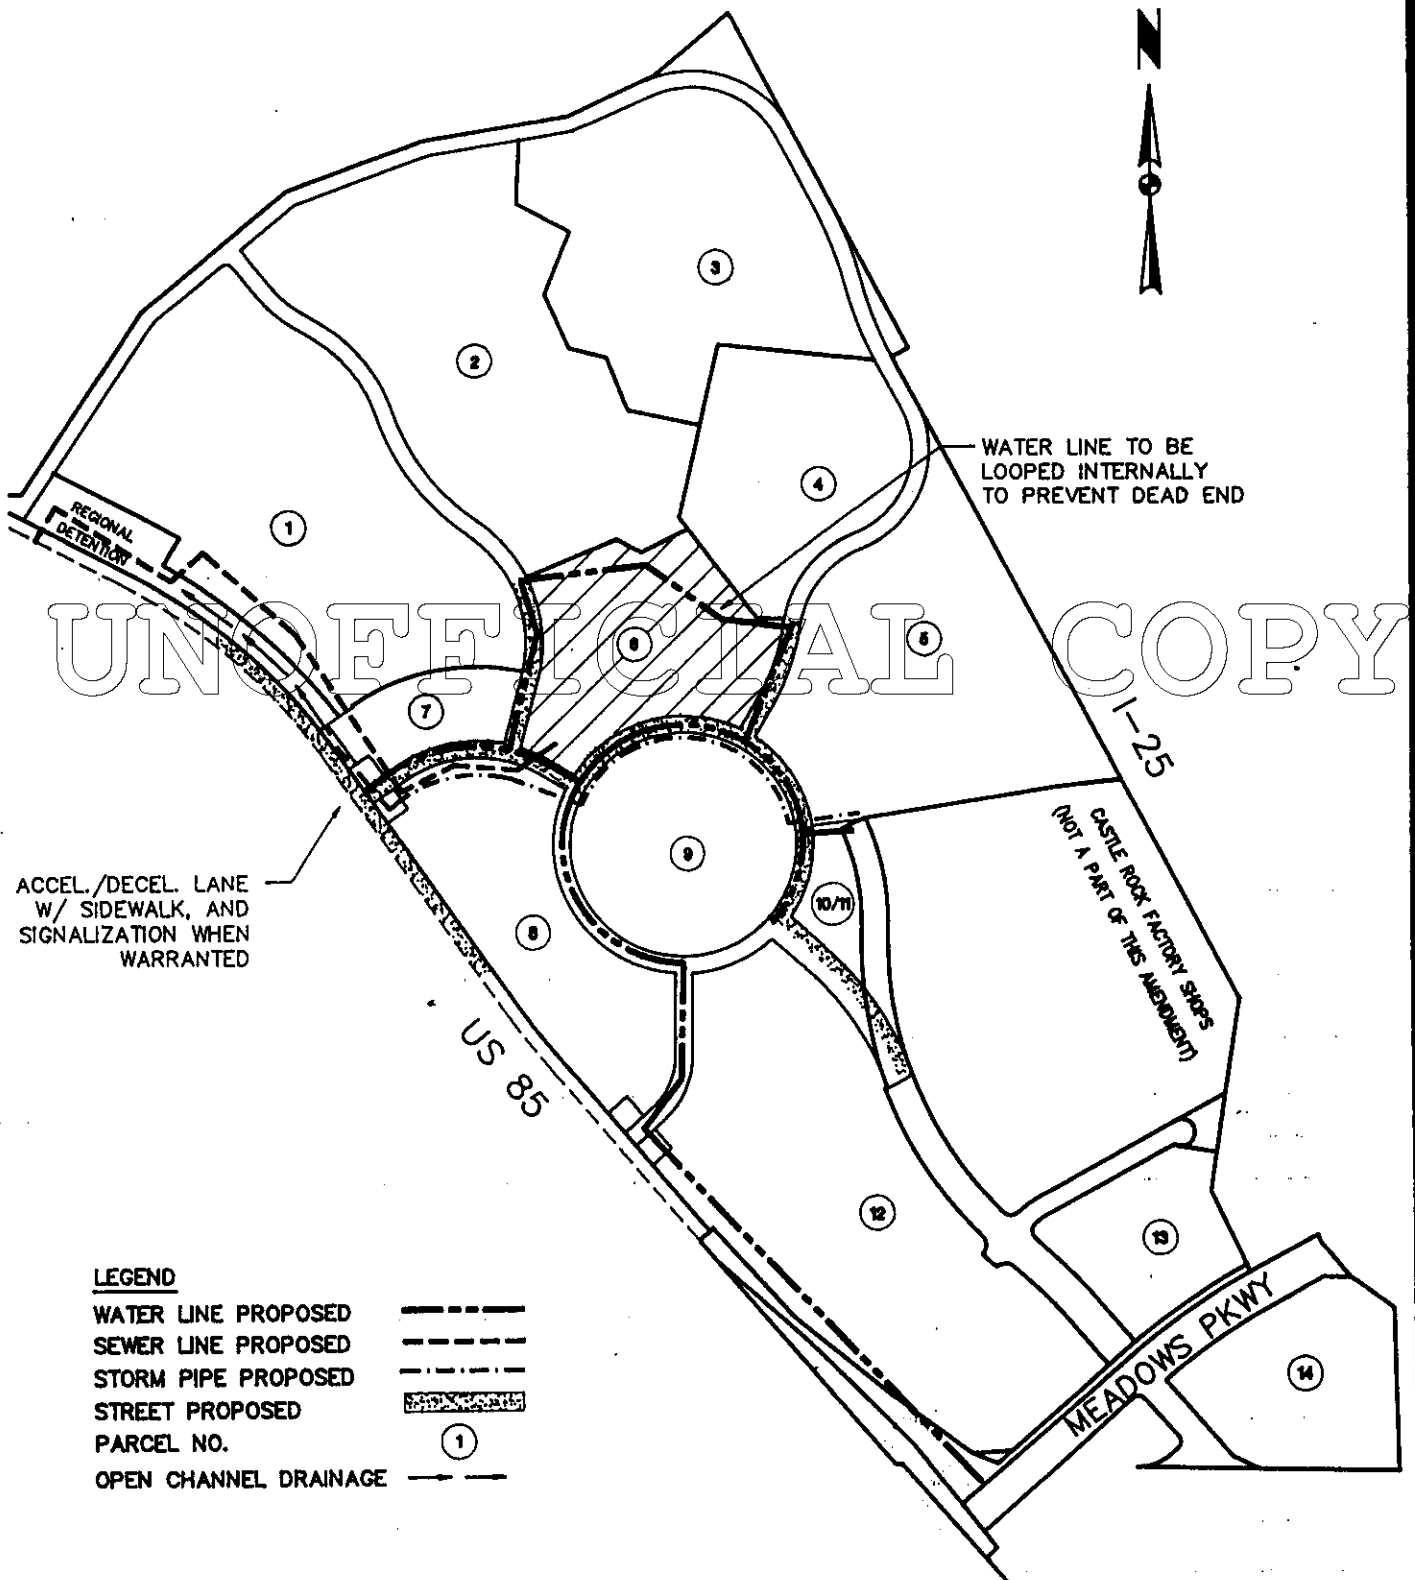 N
3
2
WATER LINE TO BE
LOOPED INTERNALLY
TO PREVENT DEAD END
4
1
REGIONAL
DETENTION
UNOFFICIAL COPY
6
5
7
I-25
CASTLE ROCK FACTORY SHOPS
(NOT A PART OF THIS AMENDMENT)
9
ACCEL./DECEL. LANE
W/ SIDEWALK, AND
SIGNALIZATION WHEN
WARRANTED
10/11
8
US 85
12
13
MEADOWS PKWY
14
LEGEND
WATER LINE PROPOSED
SEWER LINE PROPOSED
STORM PIPE PROPOSED
STREET PROPOSED
PARCEL NO. 1
OPEN CHANNEL DRAINAGE